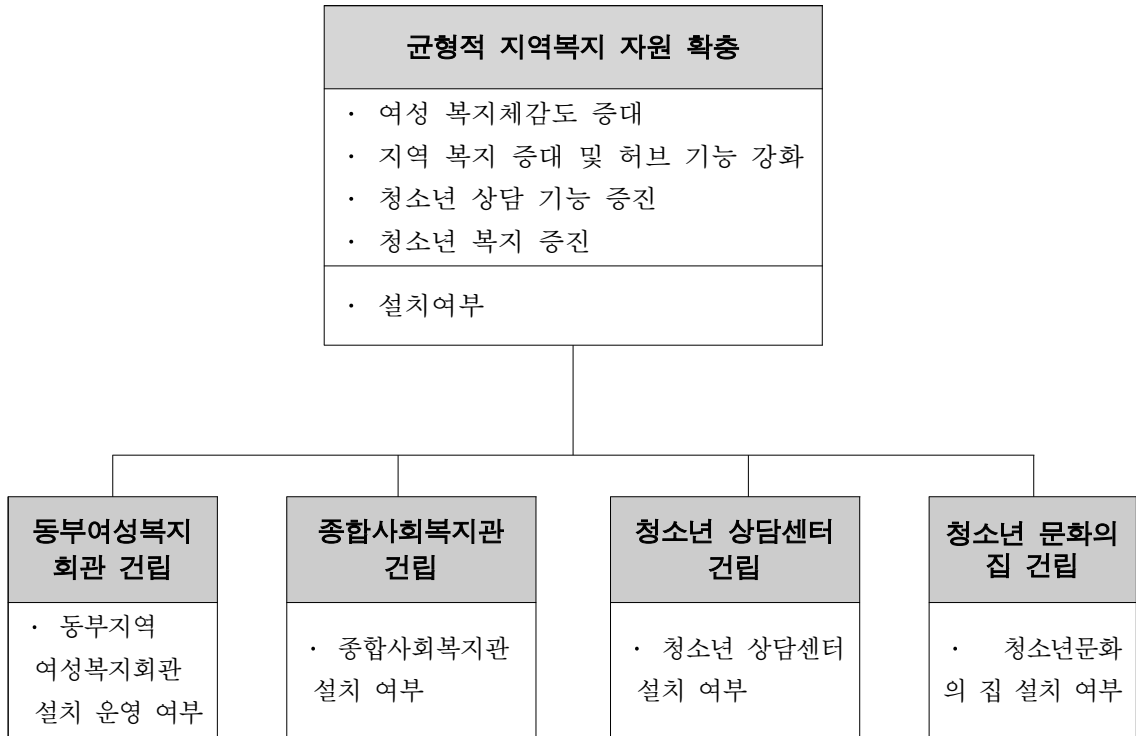 균형적 지역복지 자원 확충
· 여성 복지체감도 증대
· 지역 복지 증대 및 허브 기능 강화
· 청소년 상담 기능 증진
· 청소년 복지 증진
· 설치여부
동부여성복지
회관 건립
· 동부지역
여성복지회관
설치 운영 여부
종합사회복지관
건립
· 종합사회복지관
설치 여부
청소년 상담센터
건립
· 청소년 상담센터
설치 여부
청소년 문화의
집 건립
· 청소년문화
의 집 설치 여부